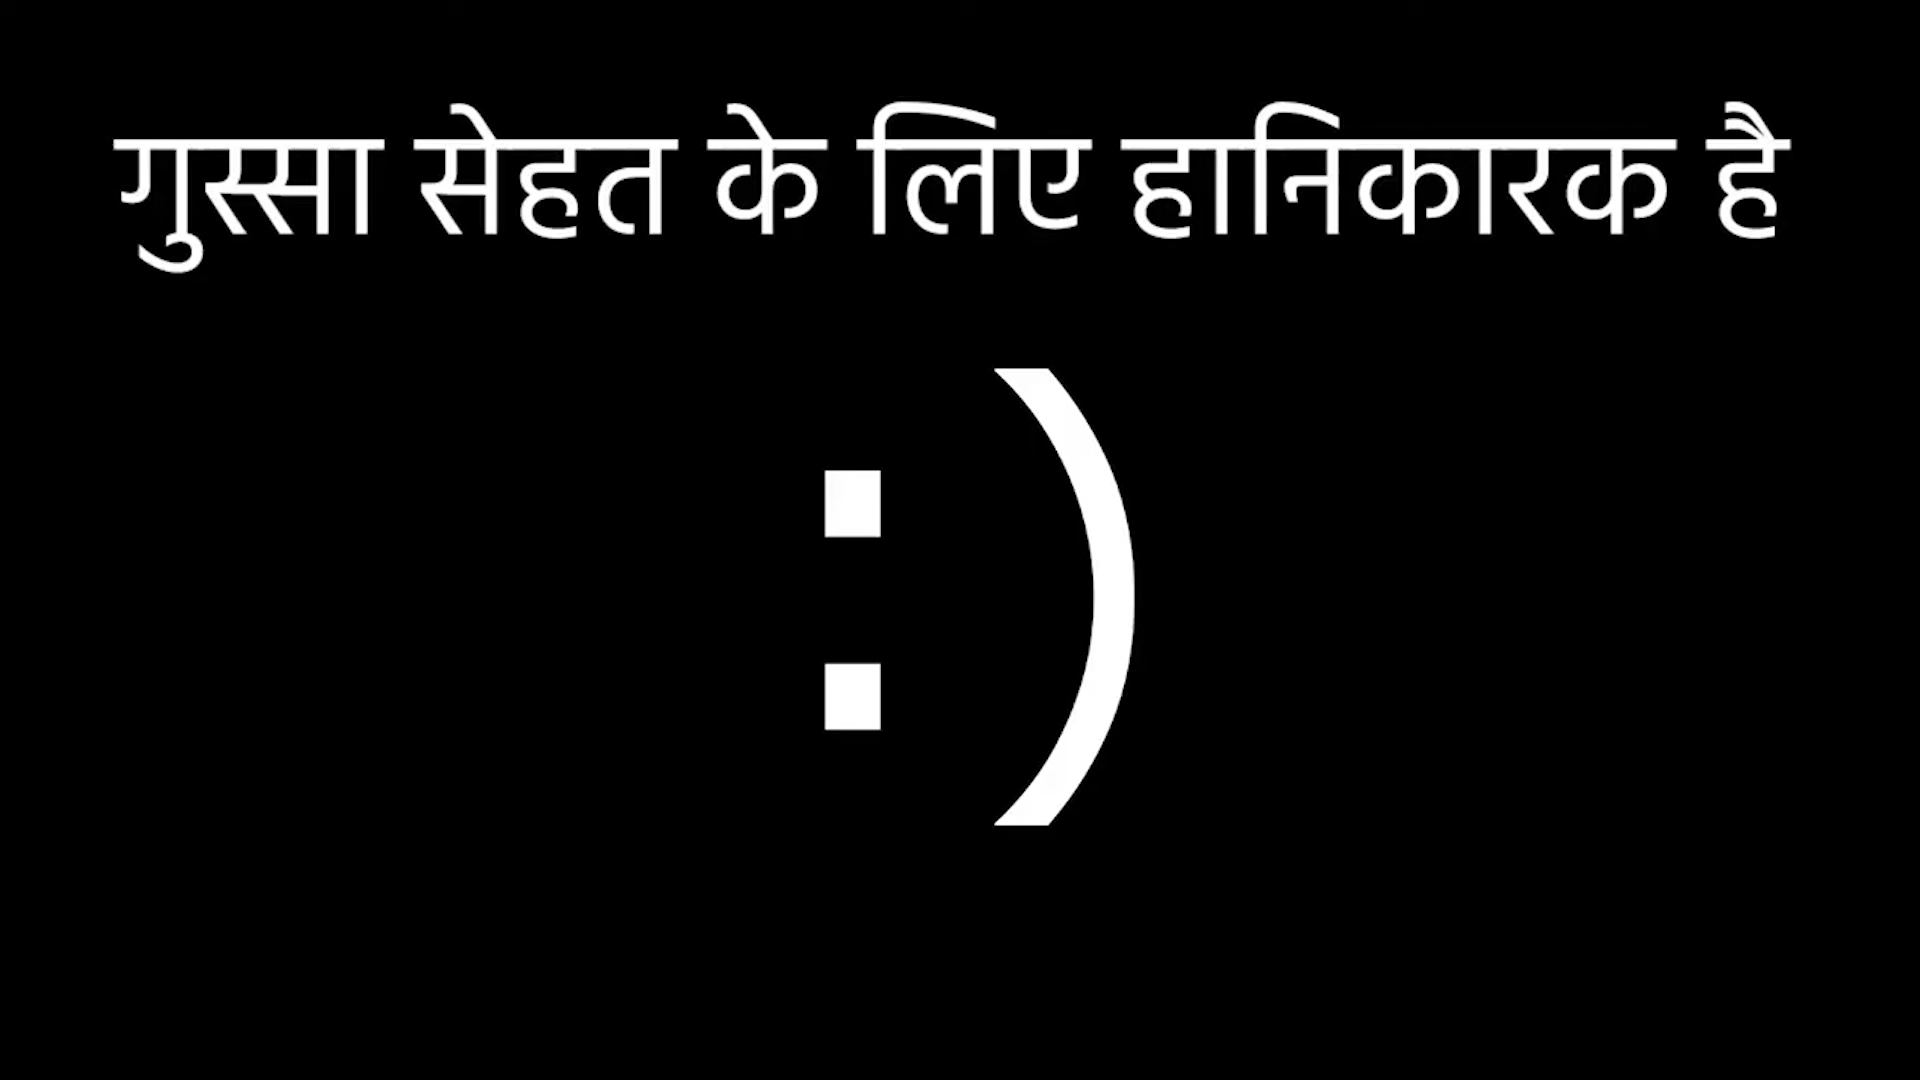 गुस्सा सेहत के लिए हानिकारक है
:)